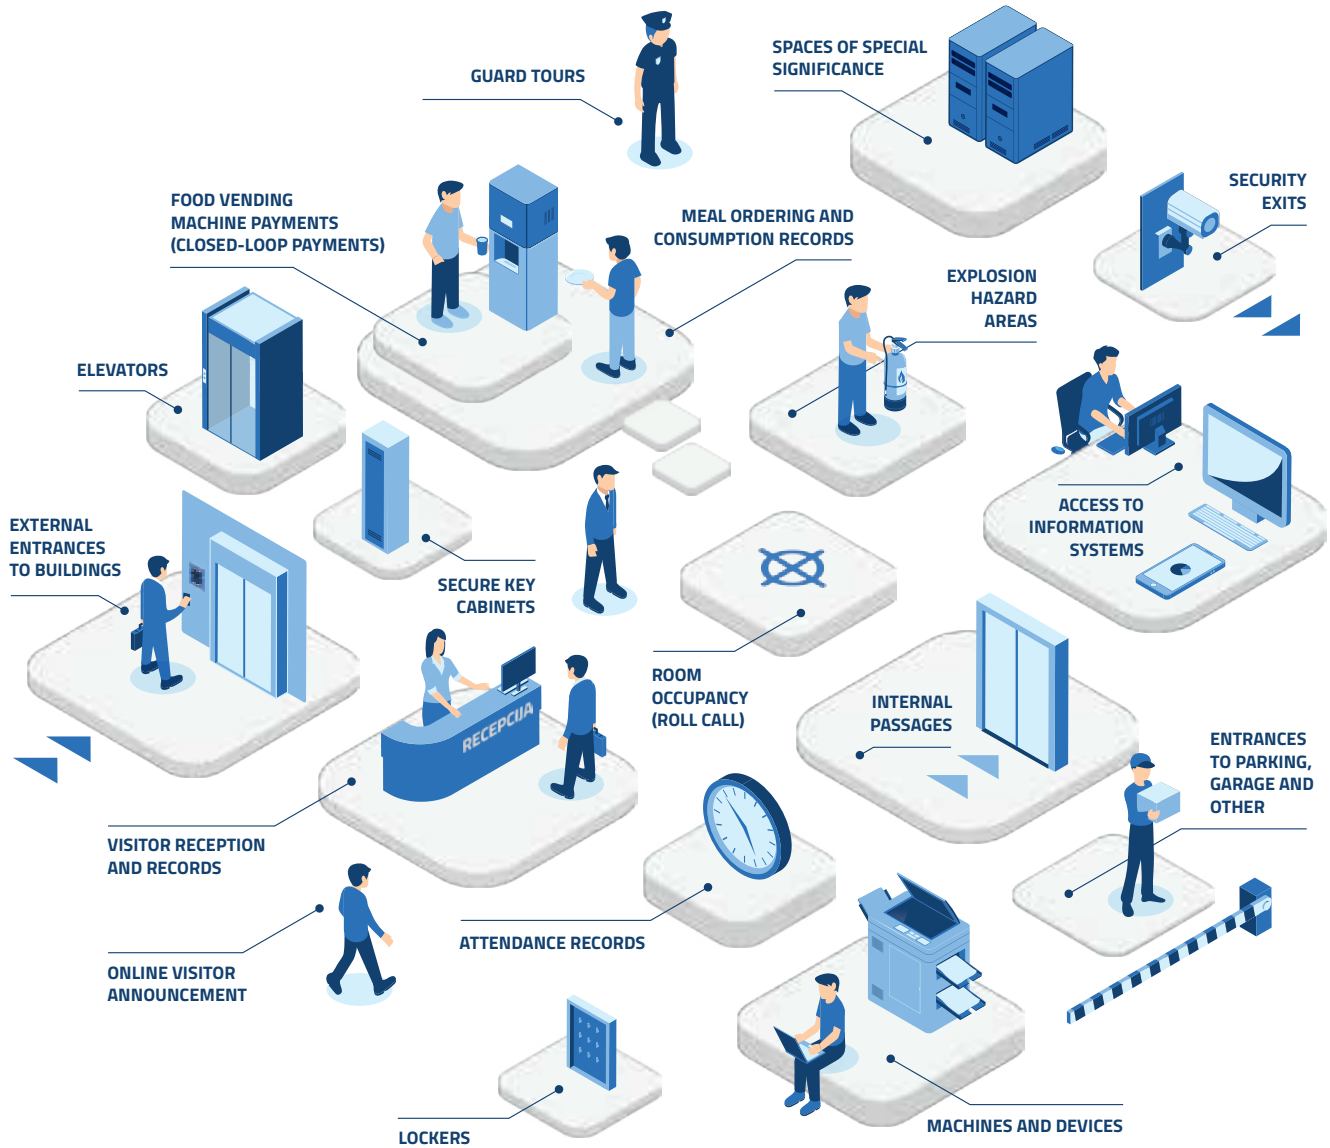 GUARD TOURS
SPACES OF SPECIAL
SIGNIFICANCE
FOOD VENDING
MACHINE PAYMENTS
(CLOSED-LOOP PAYMENTS)
MEAL ORDERING AND
CONSUMPTION RECORDS
SECURITY
EXITS
EXPLOSION
HAZARD
AREAS
ELEVATORS
ACCESS TO
INFORMATION
SYSTEMS
EXTERNAL
ENTRANCES
TO BUILDINGS
SECURE KEY
CABINETS
ROOM
OCCUPANCY
(ROLL CALL)
INTERNAL
PASSAGES
RECEPCIJA
ENTRANCES
TO PARKING,
GARAGE AND
OTHER
VISITOR RECEPTION
AND RECORDS
ATTENDANCE RECORDS
ONLINE VISITOR
ANNOUNCEMENT
LOCKERS
MACHINES AND DEVICES